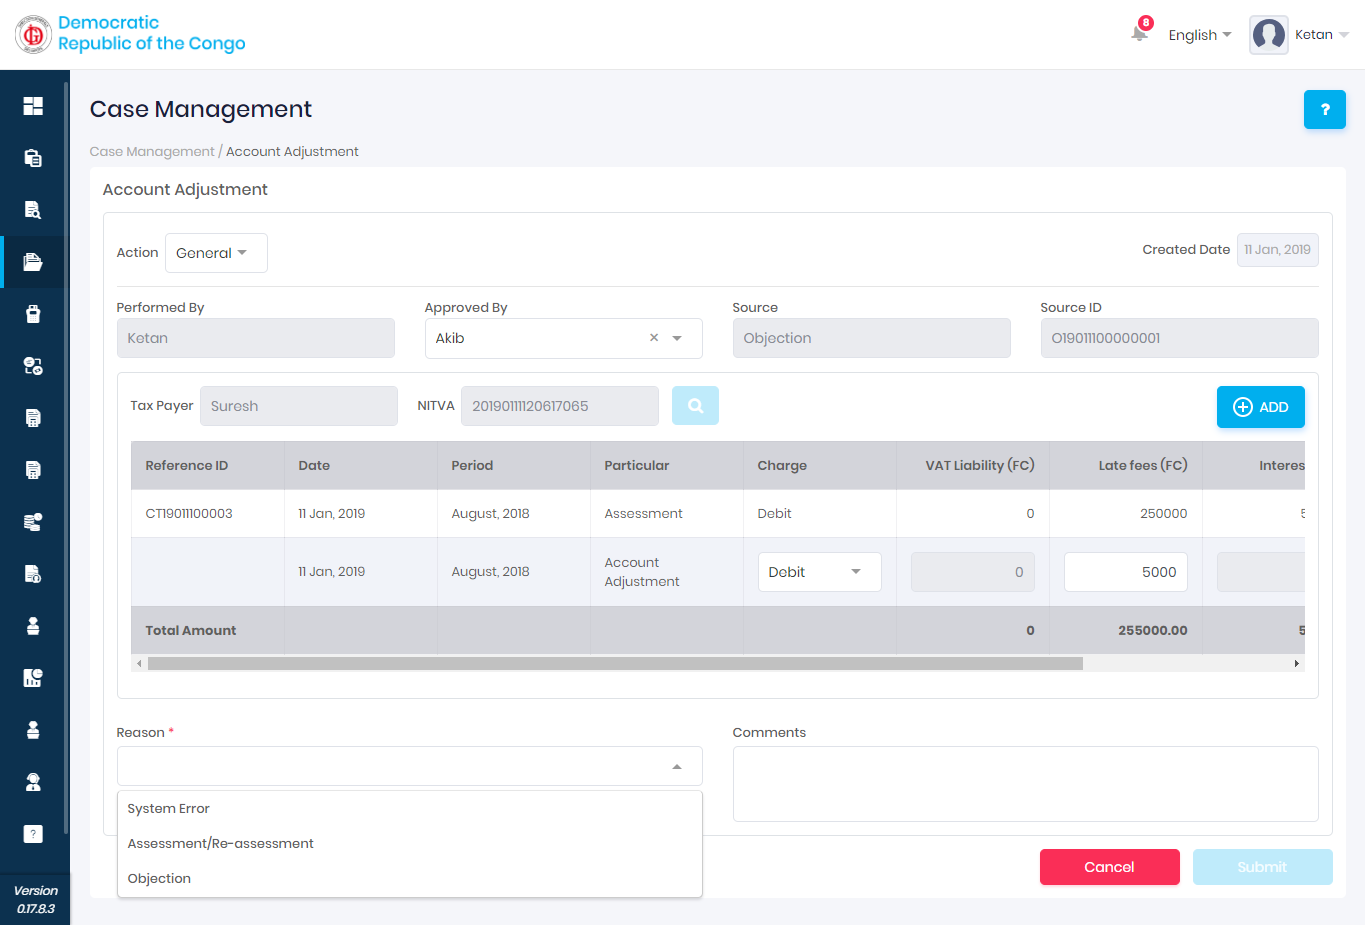 Democratic
Republic of the Congo
8
English
Ketan
Case Management
?
Case Management / Account Adjustment
Account Adjustment
Action
General
Created Date
11 Jan, 2019
Performed By
Approved By
Source
Source ID
Ketan
Akib
×
Objection
O19011100000001
Tax Payer
Suresh
NITVA
20190111120617065
ADD
Reference ID
Date
Period
Particular
Charge
VAT Liability (FC)
Late fees (FC)
Interes
CT19011100003
11 Jan, 2019
August, 2018
Assessment
Debit
0
250000
5
11 Jan, 2019
August, 2018
Account
Adjustment
Debit
0
5000
Total Amount
0
255000.00
5
Reason *
Comments
System Error
Assessment/Re-assessment
Objection
Cancel
Submit
?
Version
0.17.8.3